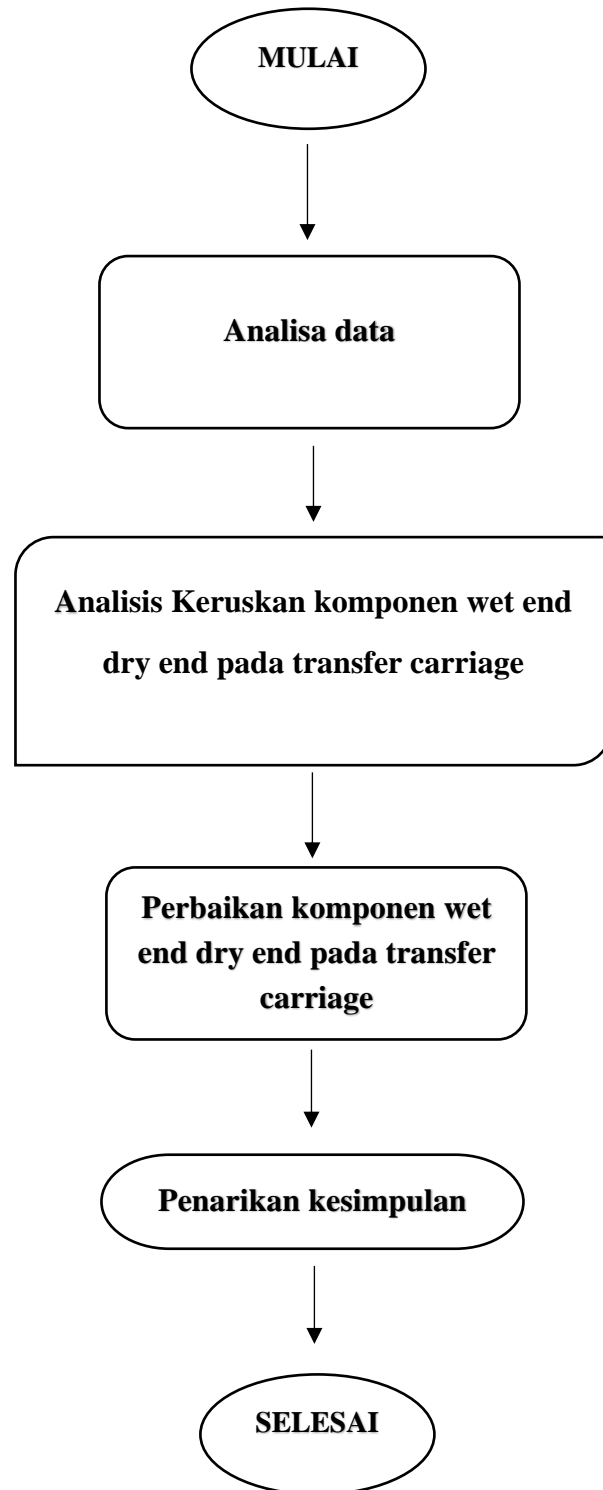 MULAI
Analisa data
Analisis Keruskan komponen wet end
dry end pada transfer carriage
Perbaikan komponen wet
end dry end pada transfer
carriage
Penarikan kesimpulan
SELESAI